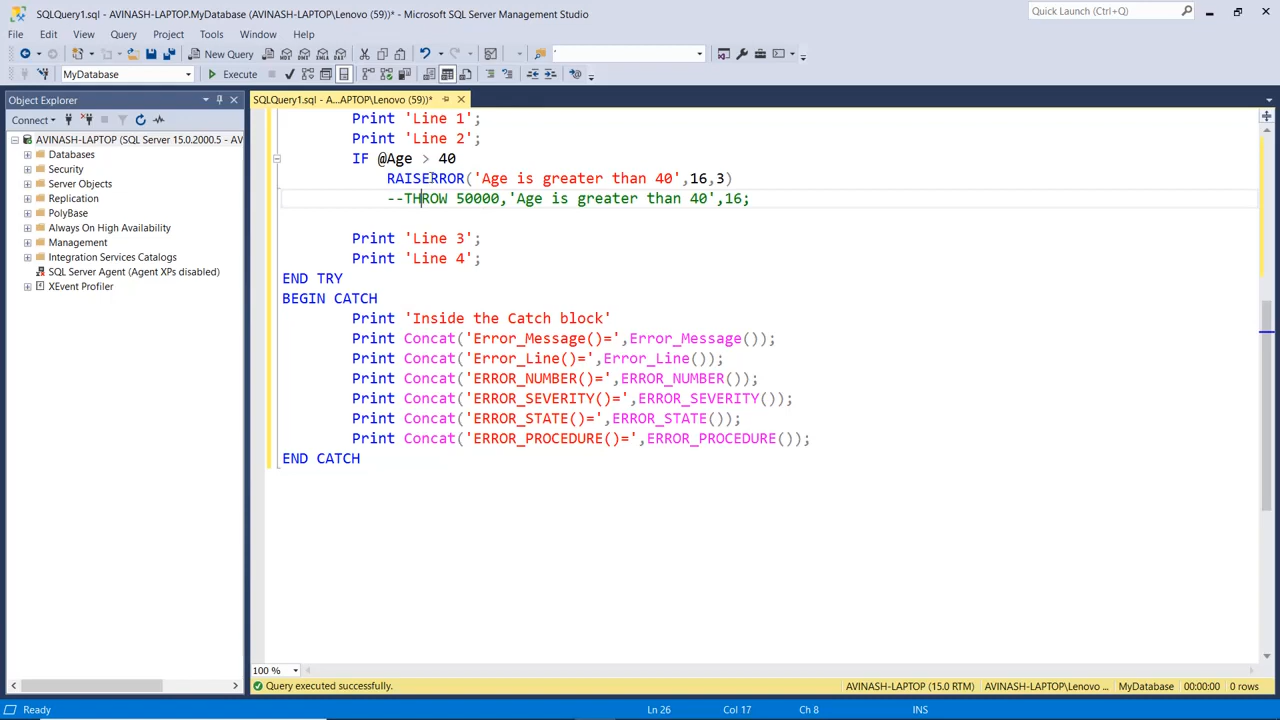 SQLQuery1.sql - AVINASH-LAPTOP.MyDatabase (AVINASH-LAPTOP\Lenovo (59))* - Microsoft SQL Server Management Studio
Quick Launch (Ctrl+Q)
File Edit View Query Project Tools Window Help
New Query
MyDatabase
Execute
Object Explorer
SQLQuery1.sql - A...APTOP\Lenovo (59))*
Connect
AVINASH-LAPTOP (SQL Server 15.0.2000.5 - AV
Databases
Security
Server Objects
Replication
PolyBase
Always On High Availability
Management
Integration Services Catalogs
SQL Server Agent (Agent XPs disabled)
XEvent Profiler
Print 'Line 1';
Print 'Line 2';
IF @Age > 40
RAISERROR('Age is greater than 40',16,3)
--THROW 50000,'Age is greater than 40',16;
Print 'Line 3';
Print 'Line 4';
END TRY
BEGIN CATCH
Print 'Inside the Catch block'
Print Concat('Error_Message()=',Error_Message());
Print Concat('Error_Line()=',Error_Line());
Print Concat('ERROR_NUMBER()=',ERROR_NUMBER());
Print Concat('ERROR_SEVERITY()=',ERROR_SEVERITY());
Print Concat('ERROR_STATE()=',ERROR_STATE());
Print Concat('ERROR_PROCEDURE()=',ERROR_PROCEDURE());
END CATCH
100 %
Query executed successfully.
AVINASH-LAPTOP (15.0 RTM) AVINASH-LAPTOP\Lenovo ... MyDatabase 00:00:00 0 rows
Ready
Ln 26 Col 17 Ch 8 INS